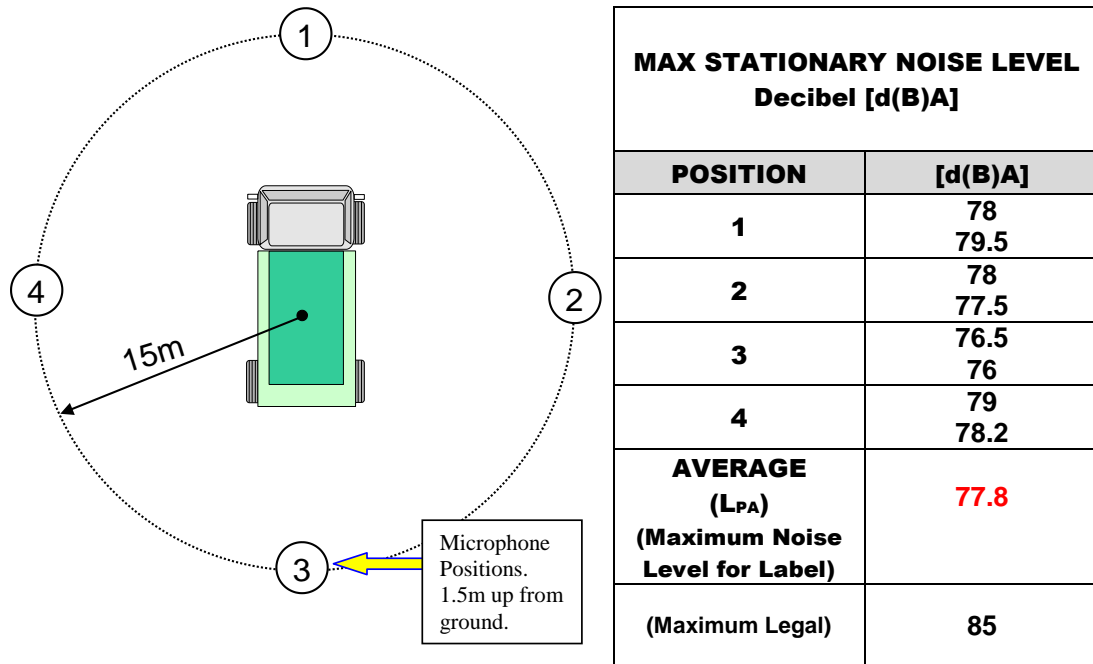 1
4
2
15m
3
Microphone
Positions.
1.5m up from
ground.
MAX STATIONARY NOISE LEVEL
Decibel [d(B)A]
POSITION [d(B)A]
1 78
79.5
2 78
77.5
3 76.5
76
4 79
78.2
AVERAGE
(LPA)
(Maximum Noise
Level for Label)
77.8
(Maximum Legal) 85